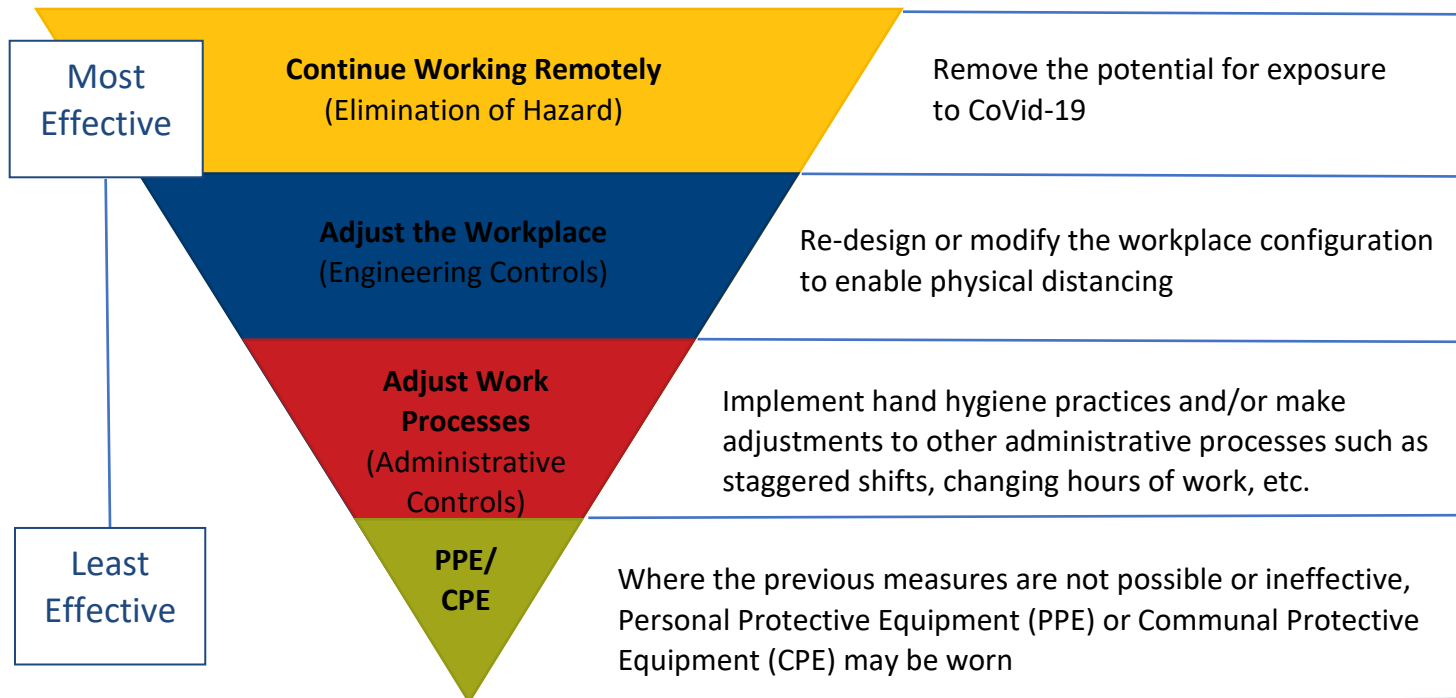 Most
Effective
Continue Working Remotely
(Elimination of Hazard)
Remove the potential for exposure
to CoVid-19
Adjust the Workplace
(Engineering Controls)
Re-design or modify the workplace configuration
to enable physical distancing
Adjust Work
Processes
(Administrative
Controls)
Implement hand hygiene practices and/or make
adjustments to other administrative processes such as
staggered shifts, changing hours of work, etc.
Least
Effective
PPE/
CPE
Where the previous measures are not possible or ineffective,
Personal Protective Equipment (PPE) or Communal Protective
Equipment (CPE) may be worn